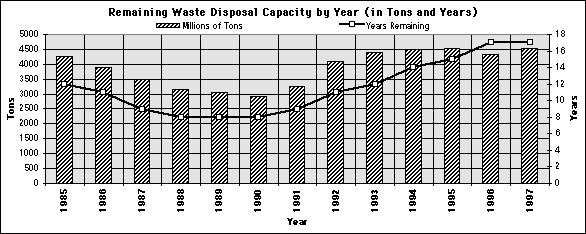 Remaining Waste Disposal Capacity by Year (in Tons and Years)
Millions of Tons Years Remaining
5000 18
4500 16
4000 14
3500 12
3000 10
2500 8
2000 6
1500 4
1000 2
500 0
0
Tons
Years
1985 1986 1987 1988 1989 1990 1991 1992 1993 1994 1995 1996 1997
Year